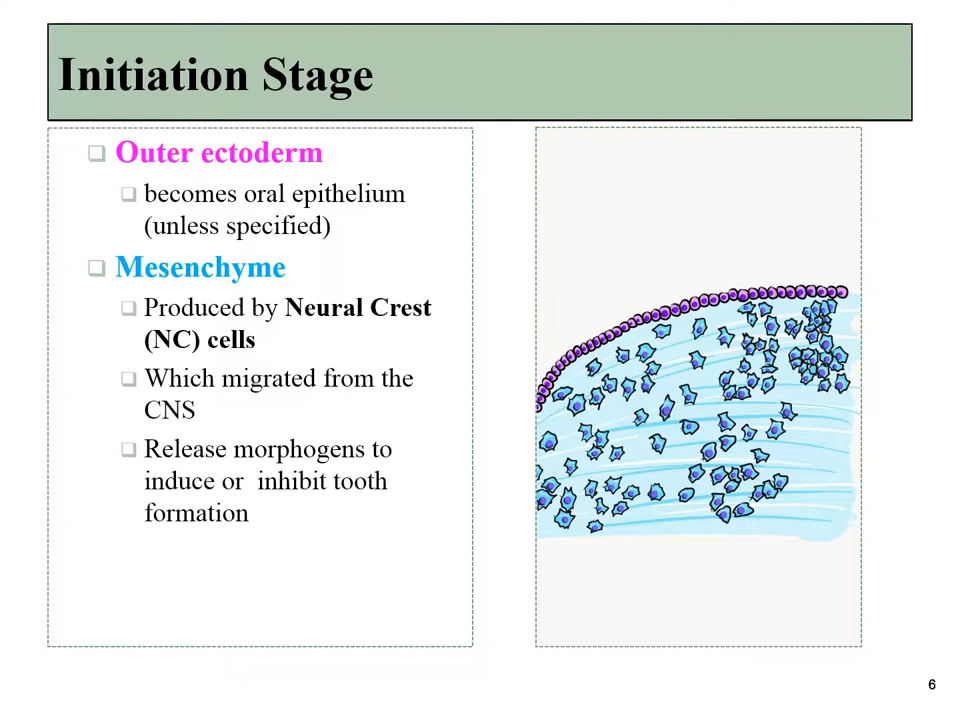 Initiation Stage
Outer ectoderm
becomes oral epithelium
(unless specified)
Mesenchyme
Produced by Neural Crest
(NC) cells
Which migrated from the
CNS
Release morphogens to
induce or  inhibit tooth
formation
6